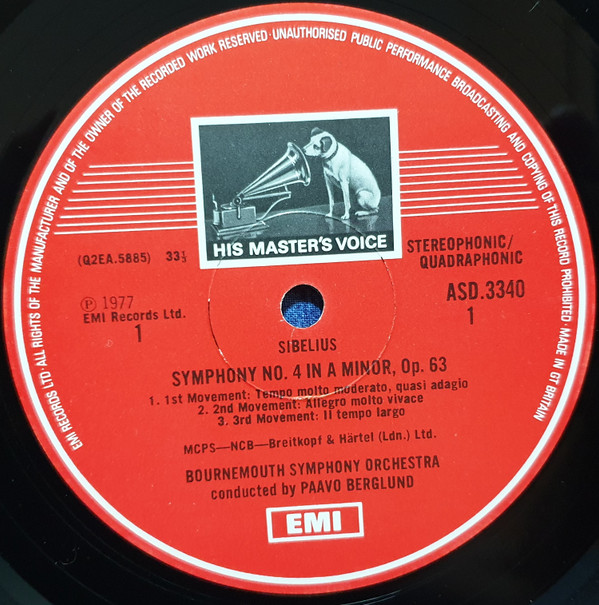 EMI RECORDS LTD · ALL RIGHTS OF THE MANUFACTURER AND OF THE OWNER OF THE RECORDED WORK RESERVED · UNAUTHORISED PUBLIC PERFORMANCE BROADCASTING AND COPYING OF THIS RECORD PROHIBITED · MADE IN GT BRITAIN
HIS MASTER'S VOICE
STEREOPHONIC/
QUADRAPHONIC
(Q2EA.5885) 33⅓
ASD.3340
1
Ⓟ 1977
EMI Records Ltd.
1
SIBELIUS
SYMPHONY NO. 4 IN A MINOR, Op. 63
1. 1st Movement: Tempo molto moderato, quasi adagio
2. 2nd Movement: Allegro molto vivace
3. 3rd Movement: Il tempo largo
MCPS—NCB—Breitkopf & Härtel (Ldn.) Ltd.
BOURNEMOUTH SYMPHONY ORCHESTRA
conducted by PAAVO BERGLUND
EMI